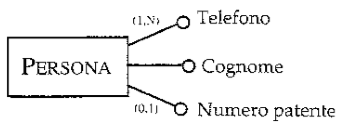 (1,N) Telefono
PERSONA
Cognome
(0,1) Numero patente